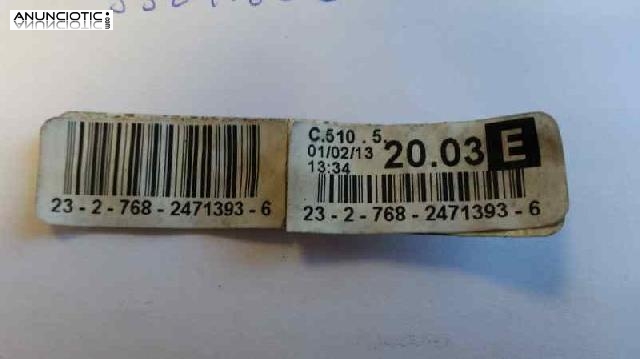 ANUNCIOTIC.com
23 - 2 - 768 - 2471393 - 6
C.510 . 5.
01/02/13
13:34
20.03 E
23 - 2 - 768 - 2471393 - 6